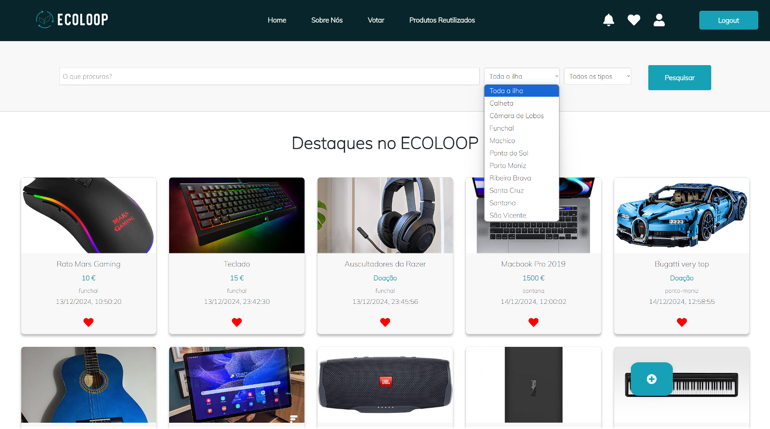 ECOLOOP
Home
Sobre Nós
Votar
Produtos Reutilizados
Logout
O que procuras?
Toda a ilha
Todos os tipos
Pesquisar
Toda a ilha
Calheta
Câmara de Lobos
Funchal
Machico
Ponta do Sol
Porto Moniz
Ribeira Brava
Santa Cruz
Santana
São Vicente
Destaques no ECOLOOP
MARS GAMING
Rato Mars Gaming
10 €
funchal
13/12/2024, 10:50:20
Teclado
15 €
funchal
13/12/2024, 23:42:30
Auscultadores da Razer
Doação
funchal
13/12/2024, 23:45:56
Macbook Pro 2019
1500 €
santana
14/12/2024, 12:00:02
Bugatti very top
Doação
porto-moniz
14/12/2024, 12:58:55
JBL